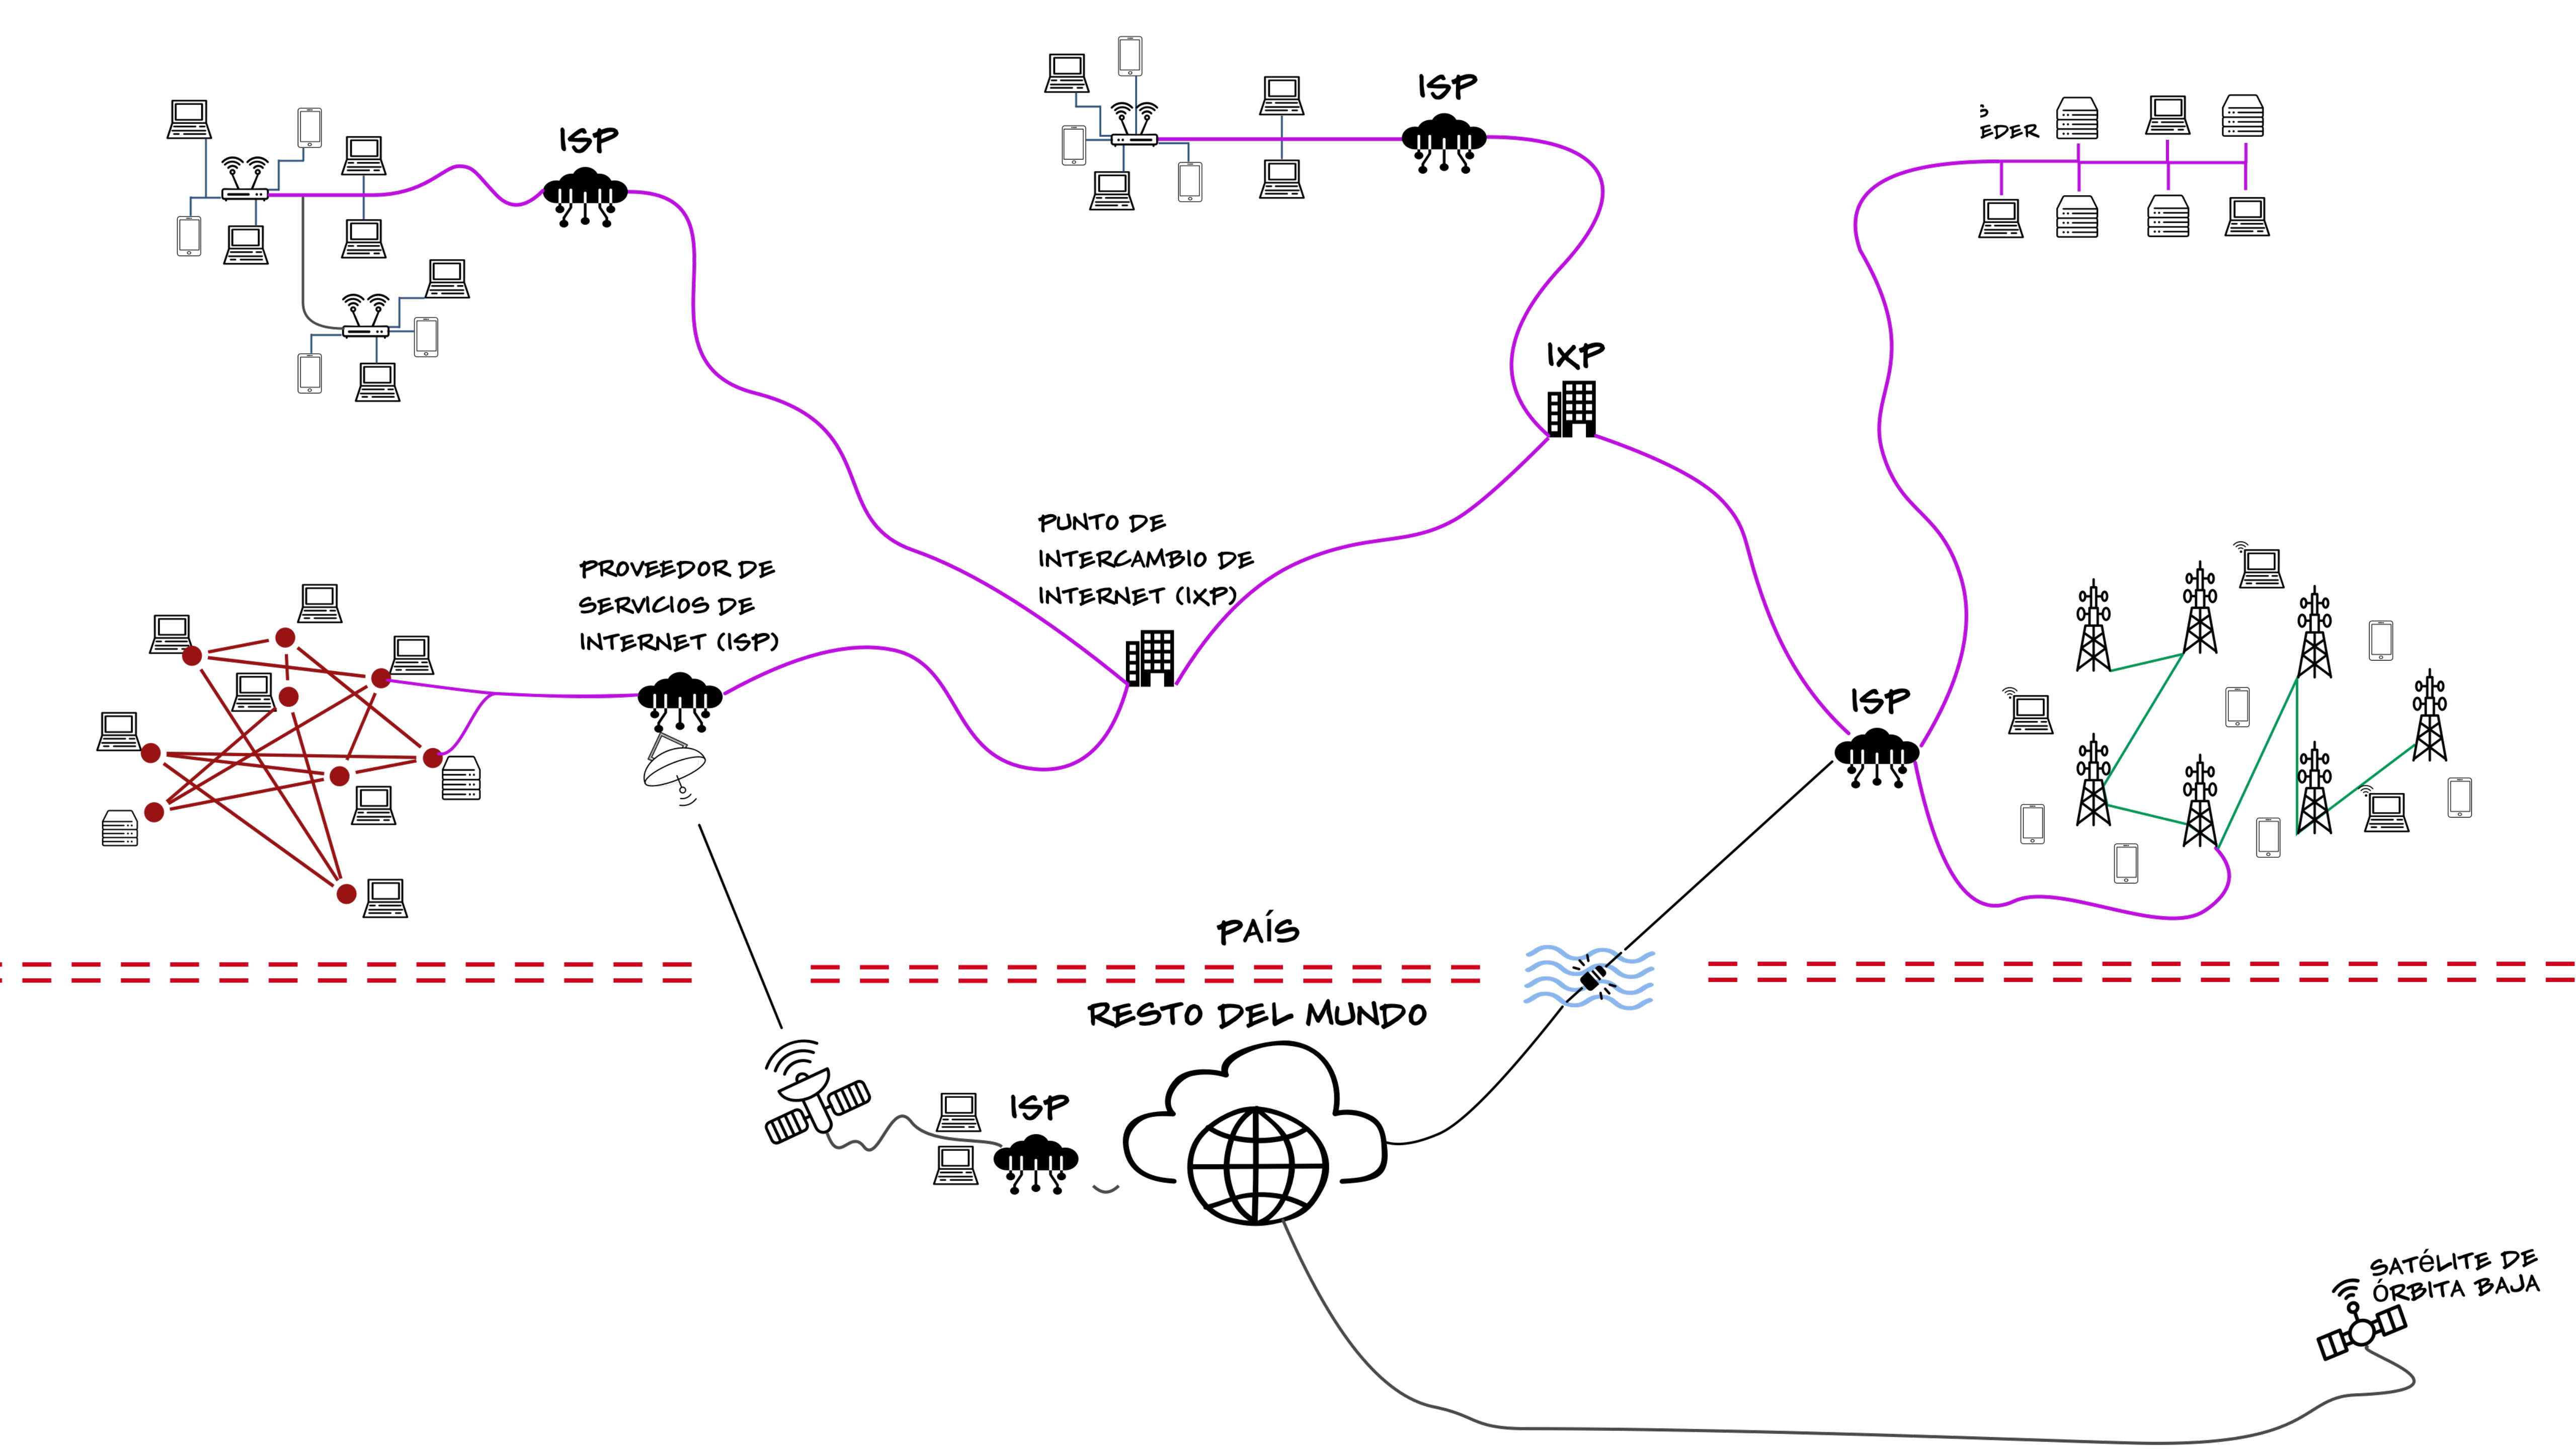 ISP
ISP
3
EDER
IXP
PUNTO DE
INTERCAMBIO DE
INTERNET (IXP)
PROVEEDOR DE
SERVICIOS DE
INTERNET (ISP)
ISP
PAÍS
RESTO DEL MUNDO
ISP
SATéLITE DE
ÓRBITA BAJA